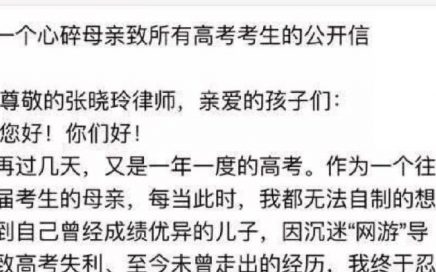 一个心碎母亲致所有高考考生的公开信
尊敬的张晓玲律师，亲爱的孩子们：
您好！你们好！
再过几天，又是一年一度的高考。作为一个往
届考生的母亲，每当此时，我都无法自制的想
到自己曾经成绩优异的儿子，因沉迷“网游”导
致高考失利、至今未曾走出的经历，我终于忍